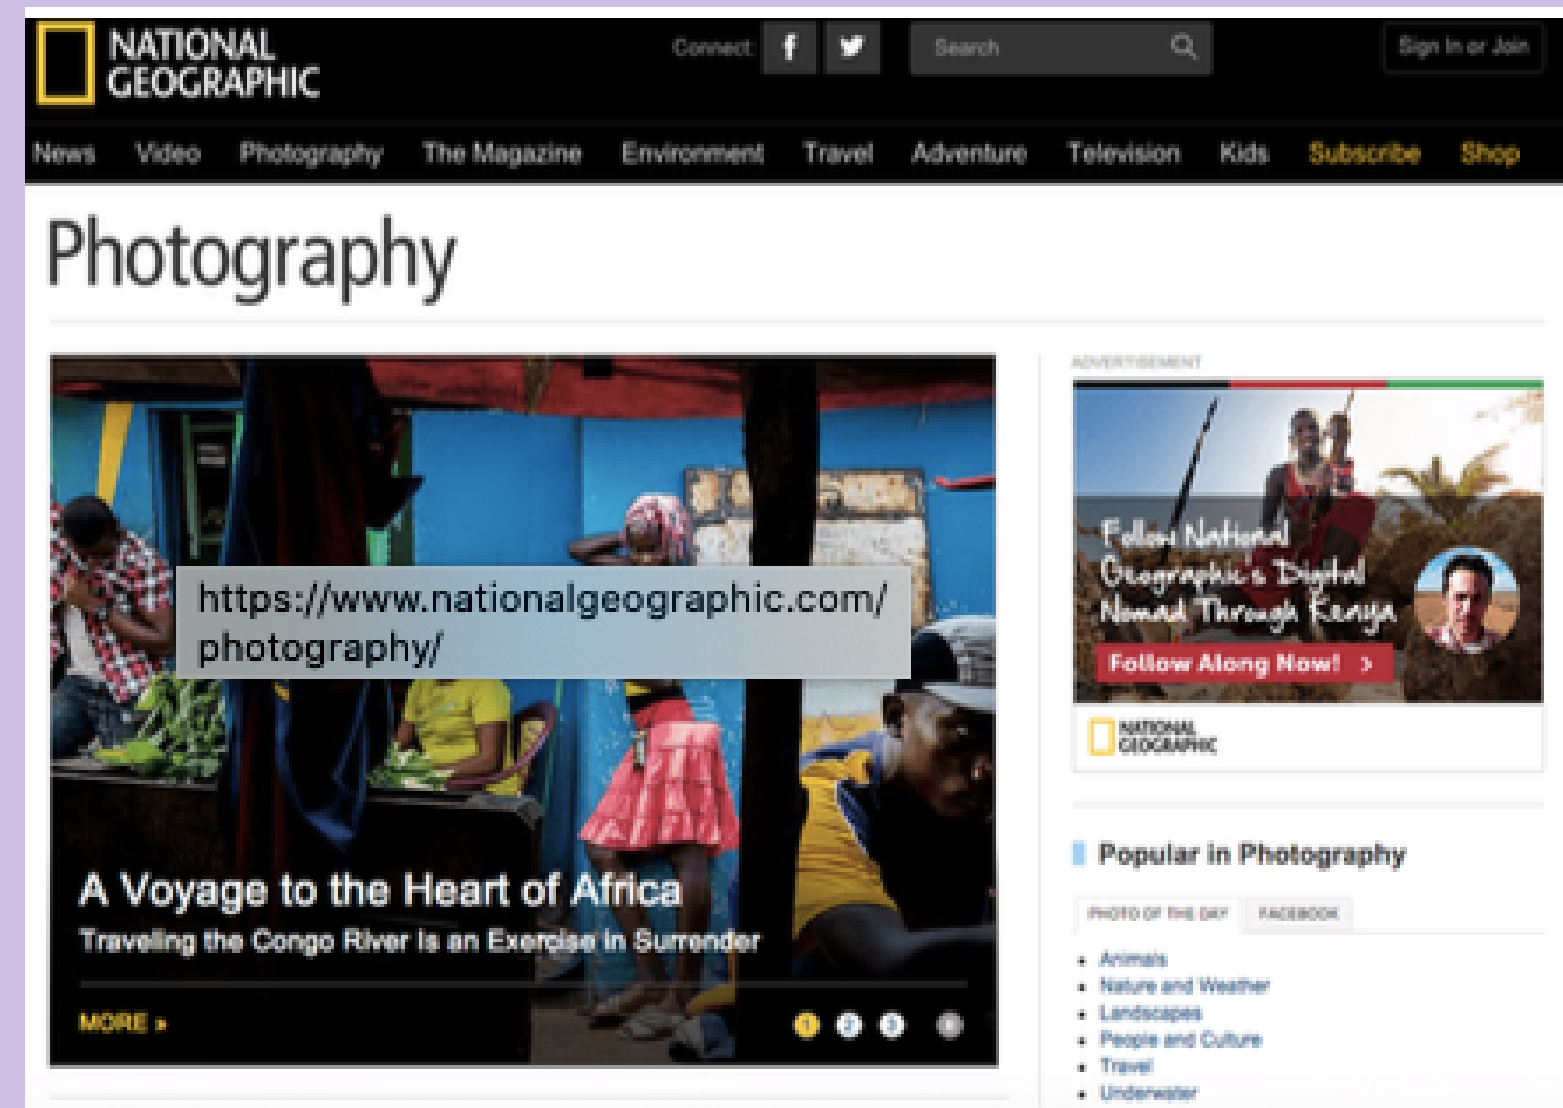 NATIONAL
GEOGRAPHIC
Connect:
Search
Sign In or Join
News Video Photography The Magazine Environment Travel Adventure Television Kids Subscribe Shop
Photography
https://www.nationalgeographic.com/
photography/
A Voyage to the Heart of Africa
Traveling the Congo River Is an Exercise in Surrender
MORE »
1 2 3
ADVERTISEMENT
Follow National
Geographic's Digital
Nomad Through Kenya
Follow Along Now! >
NATIONAL
GEOGRAPHIC
Popular in Photography
PHOTO OF THE DAY FACEBOOK
• Animals
• Nature and Weather
• Landscapes
• People and Culture
• Travel
• Underwater